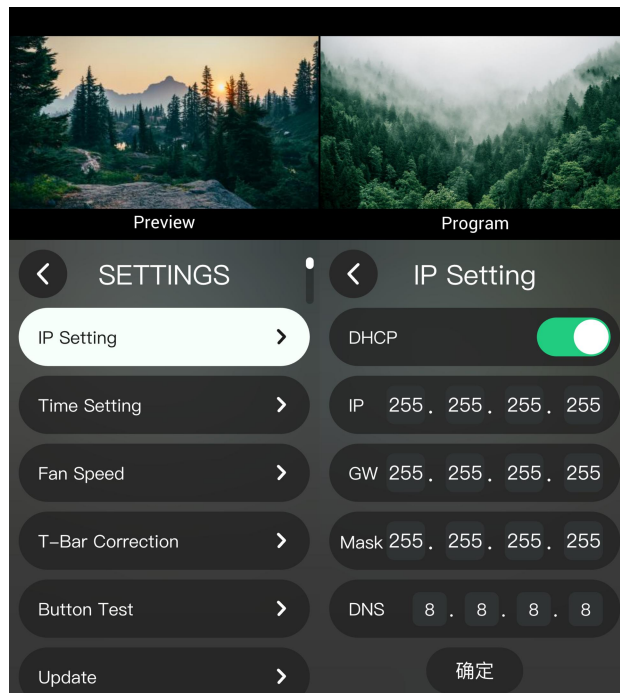 Preview
Program
SETTINGS
IP Setting
Time Setting
Fan Speed
T-Bar Correction
Button Test
Update
IP Setting
DHCP
IP 255. 255. 255. 255
GW 255. 255. 255. 255
Mask 255. 255. 255. 255
DNS 8 . 8 . 8 . 8
确定